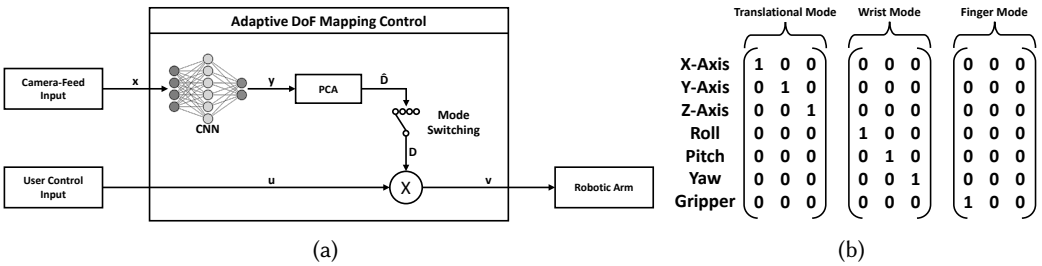 Adaptive DoF Mapping Control
Camera-Feed
Input
x
CNN
y
PCA
D̂
Mode
Switching
D
User Control
Input
u
X
v
Robotic Arm
(a)
Translational Mode Wrist Mode Finger Mode
X-Axis 1 0 0 0 0 0 0 0 0
Y-Axis 0 1 0 0 0 0 0 0 0
Z-Axis 0 0 1 0 0 0 0 0 0
Roll 0 0 0 1 0 0 0 0 0
Pitch 0 0 0 0 1 0 0 0 0
Yaw 0 0 0 0 0 1 0 0 0
Gripper 0 0 0 0 0 0 1 0 0
(b)